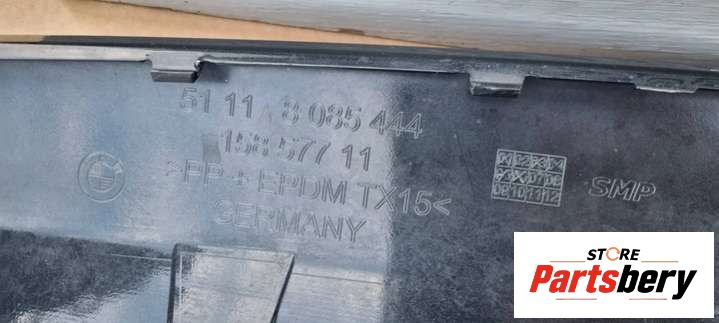 51 11 8 085 444
158 577 11
>PP + EPDM TX15<
GERMANY
SMP
STORE
Partsbery